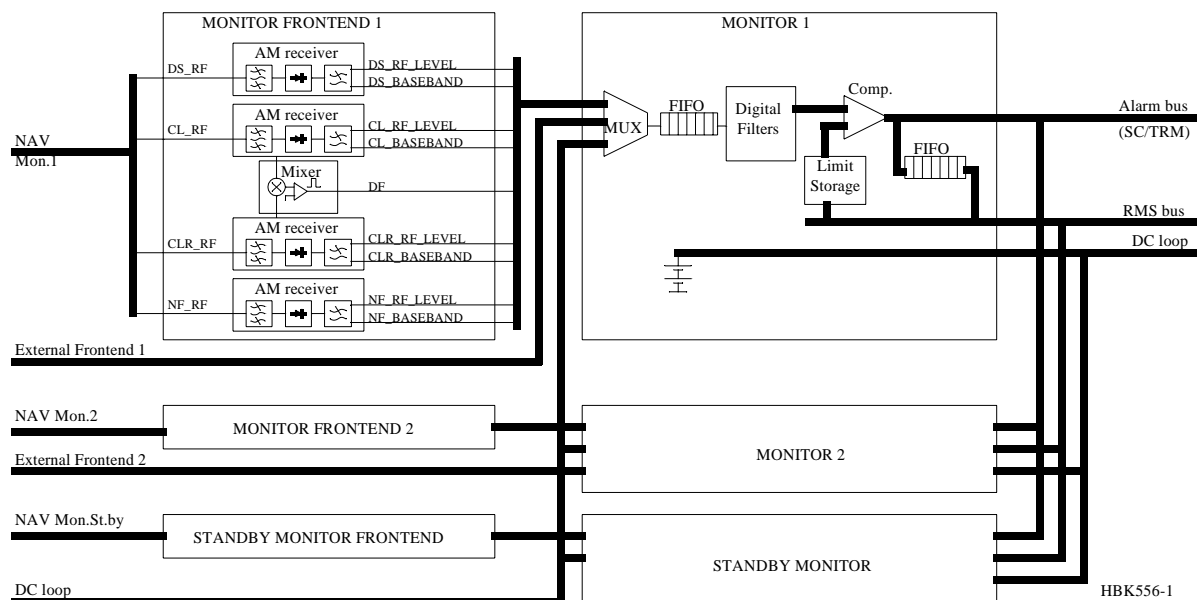 MONITOR FRONTEND 1
MONITOR 1
AM receiver
DS_RF
DS_RF_LEVEL
DS_BASEBAND
AM receiver
CL_RF
CL_RF_LEVEL
CL_BASEBAND
NAV
Mon.1
Mixer
DF
AM receiver
CLR_RF
CLR_RF_LEVEL
CLR_BASEBAND
AM receiver
NF_RF
NF_RF_LEVEL
NF_BASEBAND
MUX
FIFO
Digital
Filters
Comp.
Limit
Storage
FIFO
Alarm bus
(SC/TRM)
RMS bus
DC loop
External Frontend 1
NAV Mon.2
MONITOR FRONTEND 2
MONITOR 2
External Frontend 2
NAV Mon.St.by
STANDBY MONITOR FRONTEND
STANDBY MONITOR
DC loop
HBK556-1